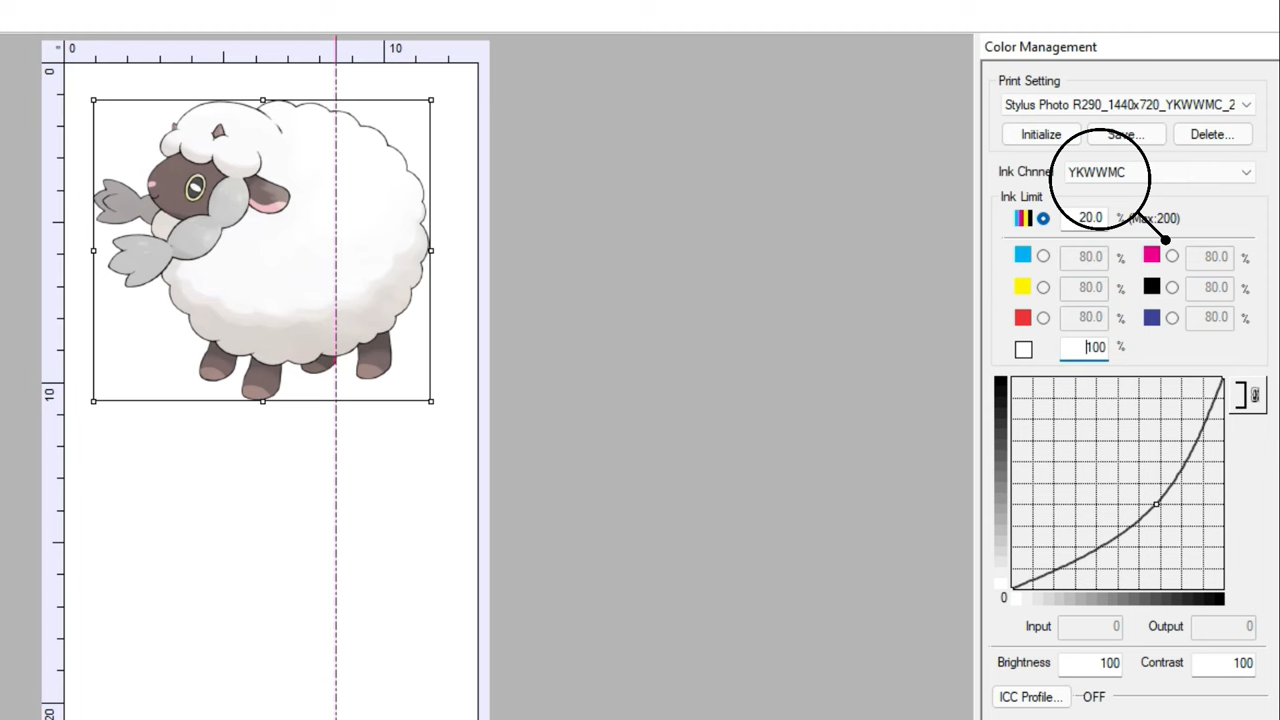 0
10
0
10
20
Color Management
Print Setting
Stylus Photo R290_1440x720_YKWWMC_2
Initialize
Save...
Delete...
Ink Chnnel
YKWWMC
Ink Limit
20.0 % (Max:200)
80.0 % 80.0 %
80.0 % 80.0 %
80.0 % 80.0 %
100 %
0
Input 0 Output 0
Brightness 100 Contrast 100
ICC Profile... OFF